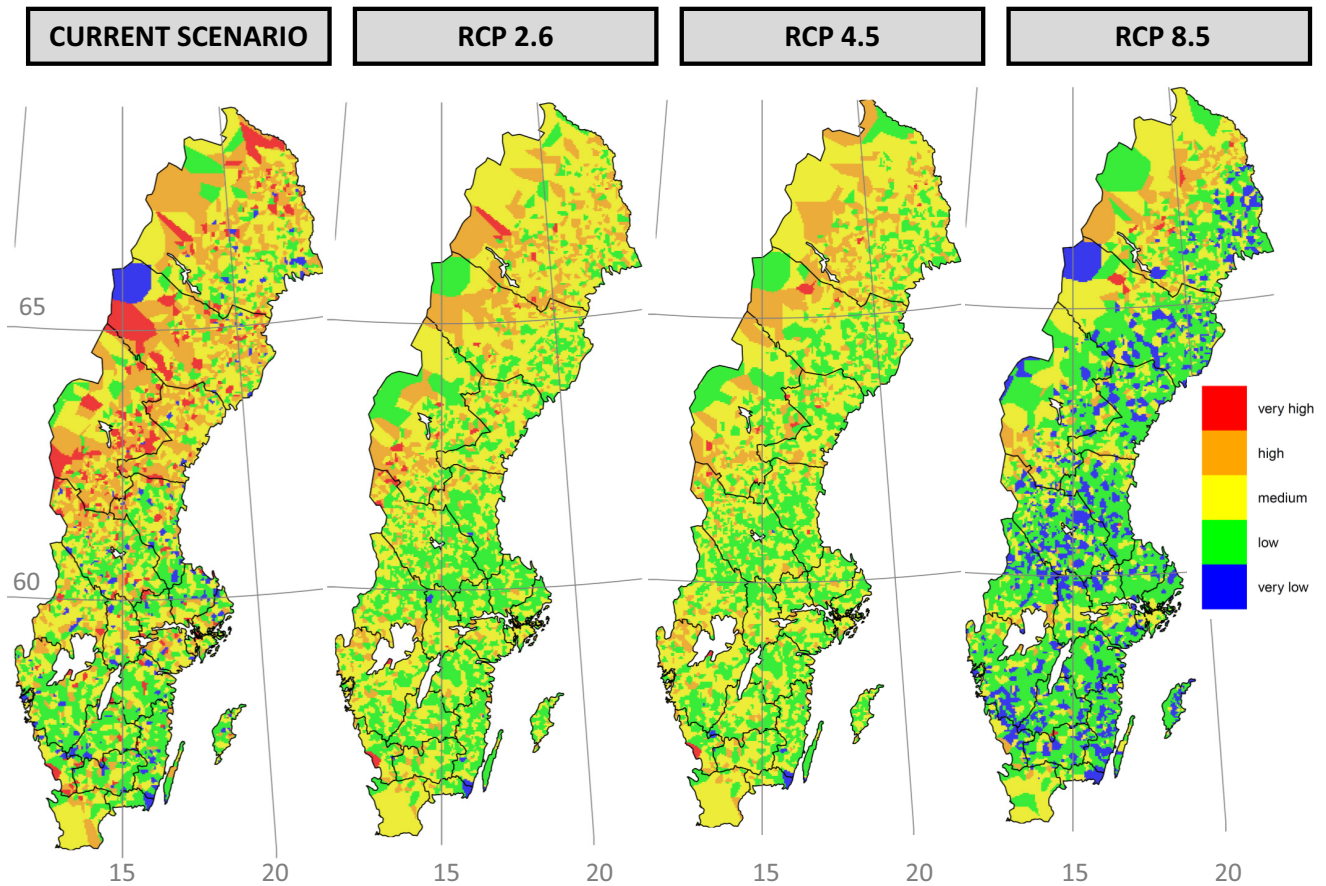 CURRENT SCENARIO
RCP 2.6
RCP 4.5
RCP 8.5
65
60
very high
high
medium
low
very low
15
20
15
20
15
20
15
20